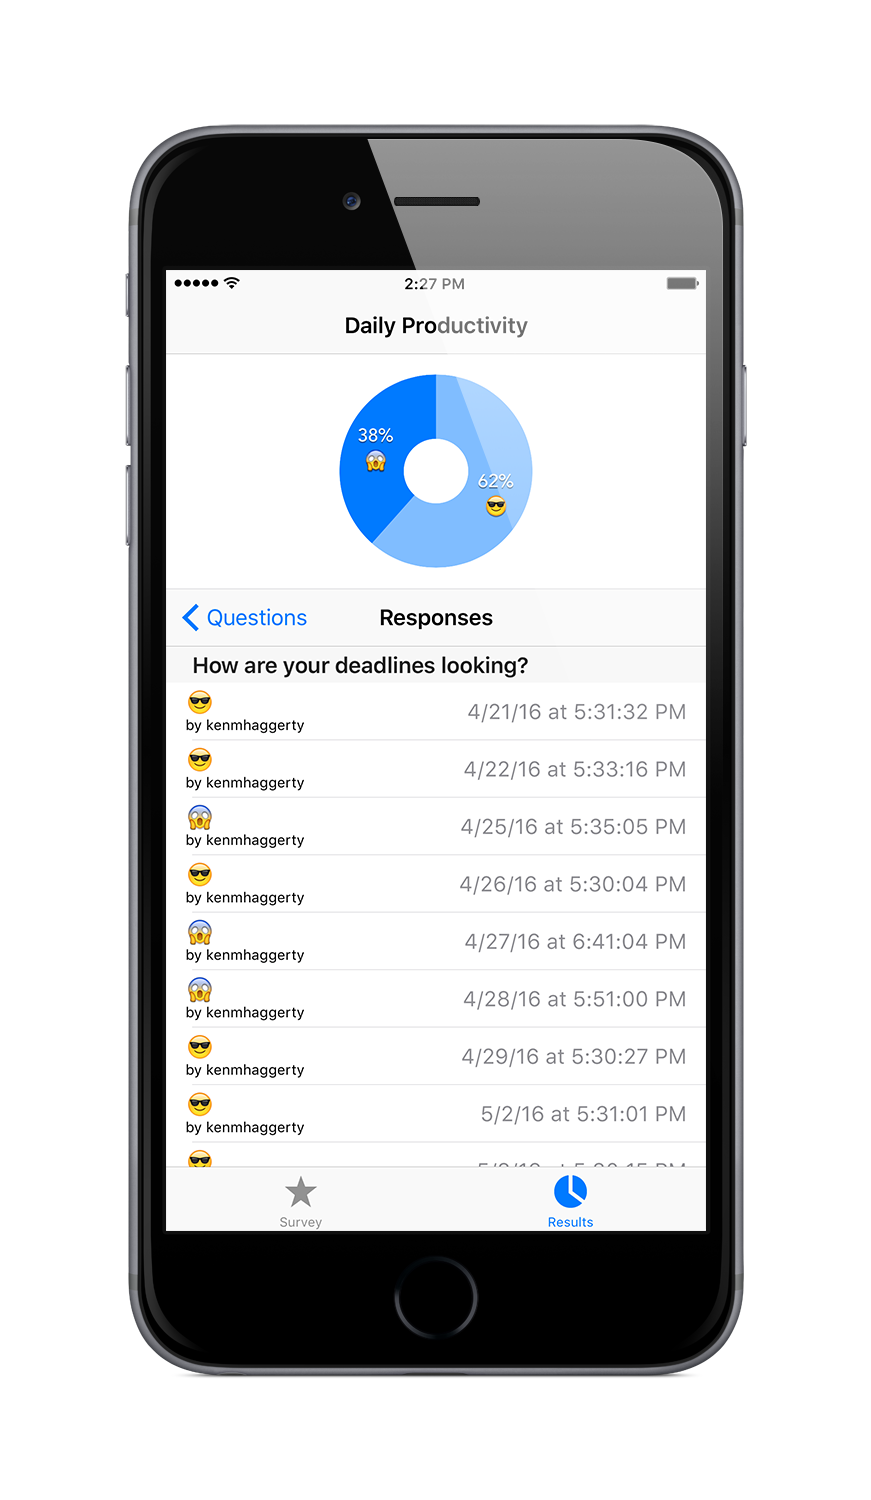 2:27 PM
Daily Productivity
38%
😱
62%
😎
Questions Responses
How are your deadlines looking?
😎
by kenmhaggerty 4/21/16 at 5:31:32 PM
😎
by kenmhaggerty 4/22/16 at 5:33:16 PM
😱
by kenmhaggerty 4/25/16 at 5:35:05 PM
😎
by kenmhaggerty 4/26/16 at 5:30:04 PM
😱
by kenmhaggerty 4/27/16 at 6:41:04 PM
😱
by kenmhaggerty 4/28/16 at 5:51:00 PM
😎
by kenmhaggerty 4/29/16 at 5:30:27 PM
😎
by kenmhaggerty 5/2/16 at 5:31:01 PM
😎
Survey Results